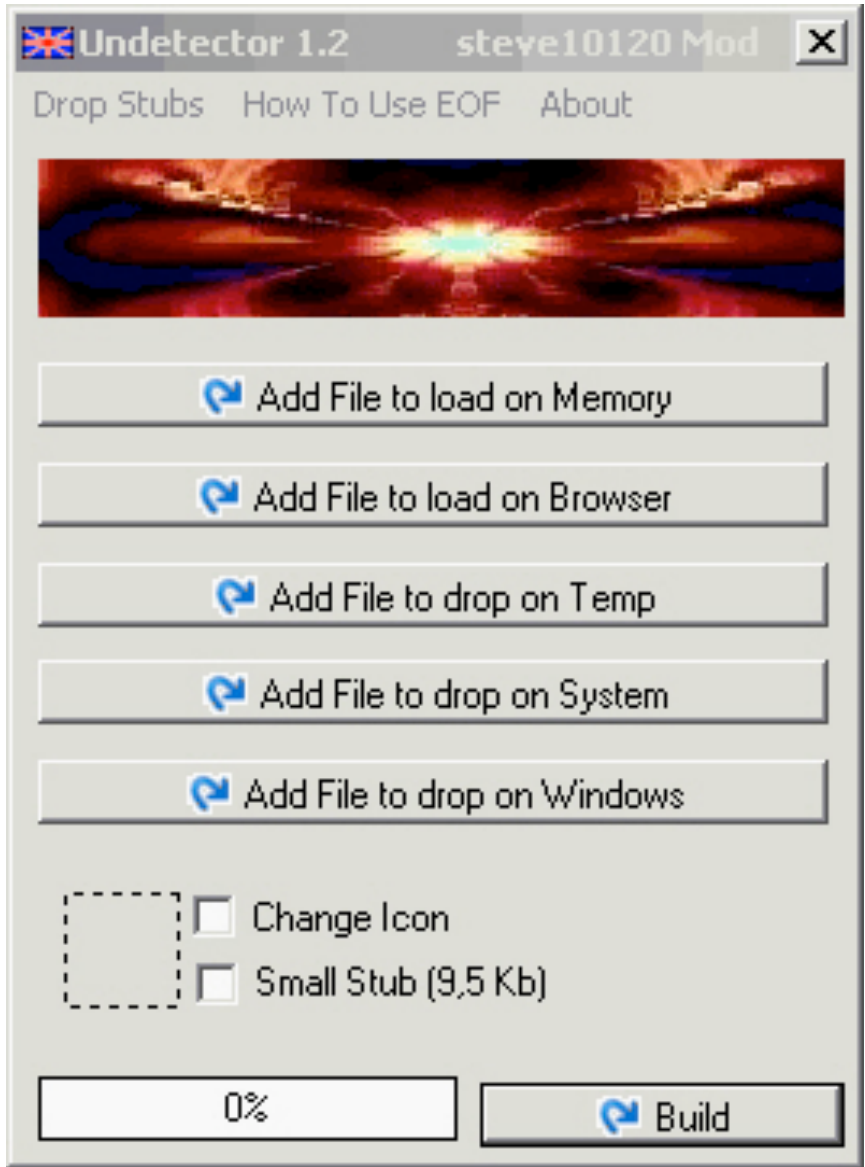 Undetector 1.2 steve10120 Mod
Drop Stubs How To Use EOF About
Add File to load on Memory
Add File to load on Browser
Add File to drop on Temp
Add File to drop on System
Add File to drop on Windows
Change Icon
Small Stub (9,5 Kb)
0% Build